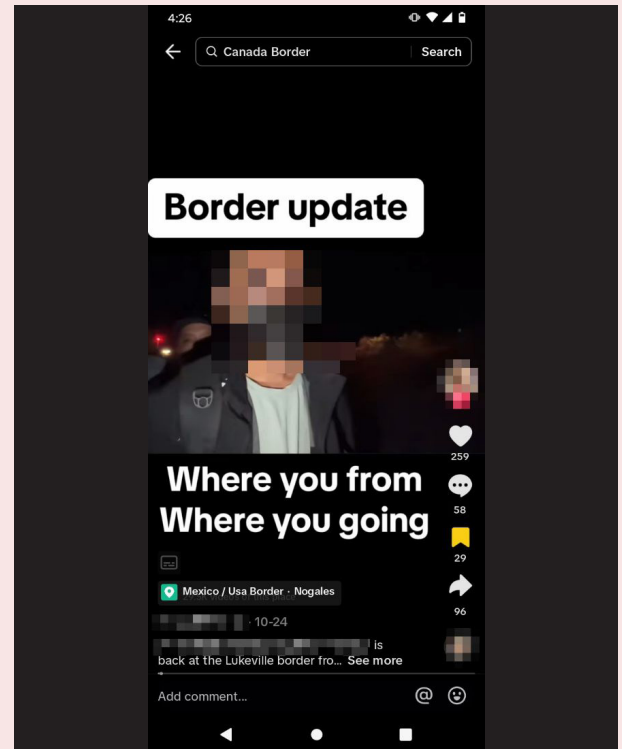 4:26
Canada Border
Search
Border update
259
Where you from
58
Where you going
29
Mexico / Usa Border · Nogales
96
· 10-24
is
back at the Lukeville border fro... See more
Add comment...
@